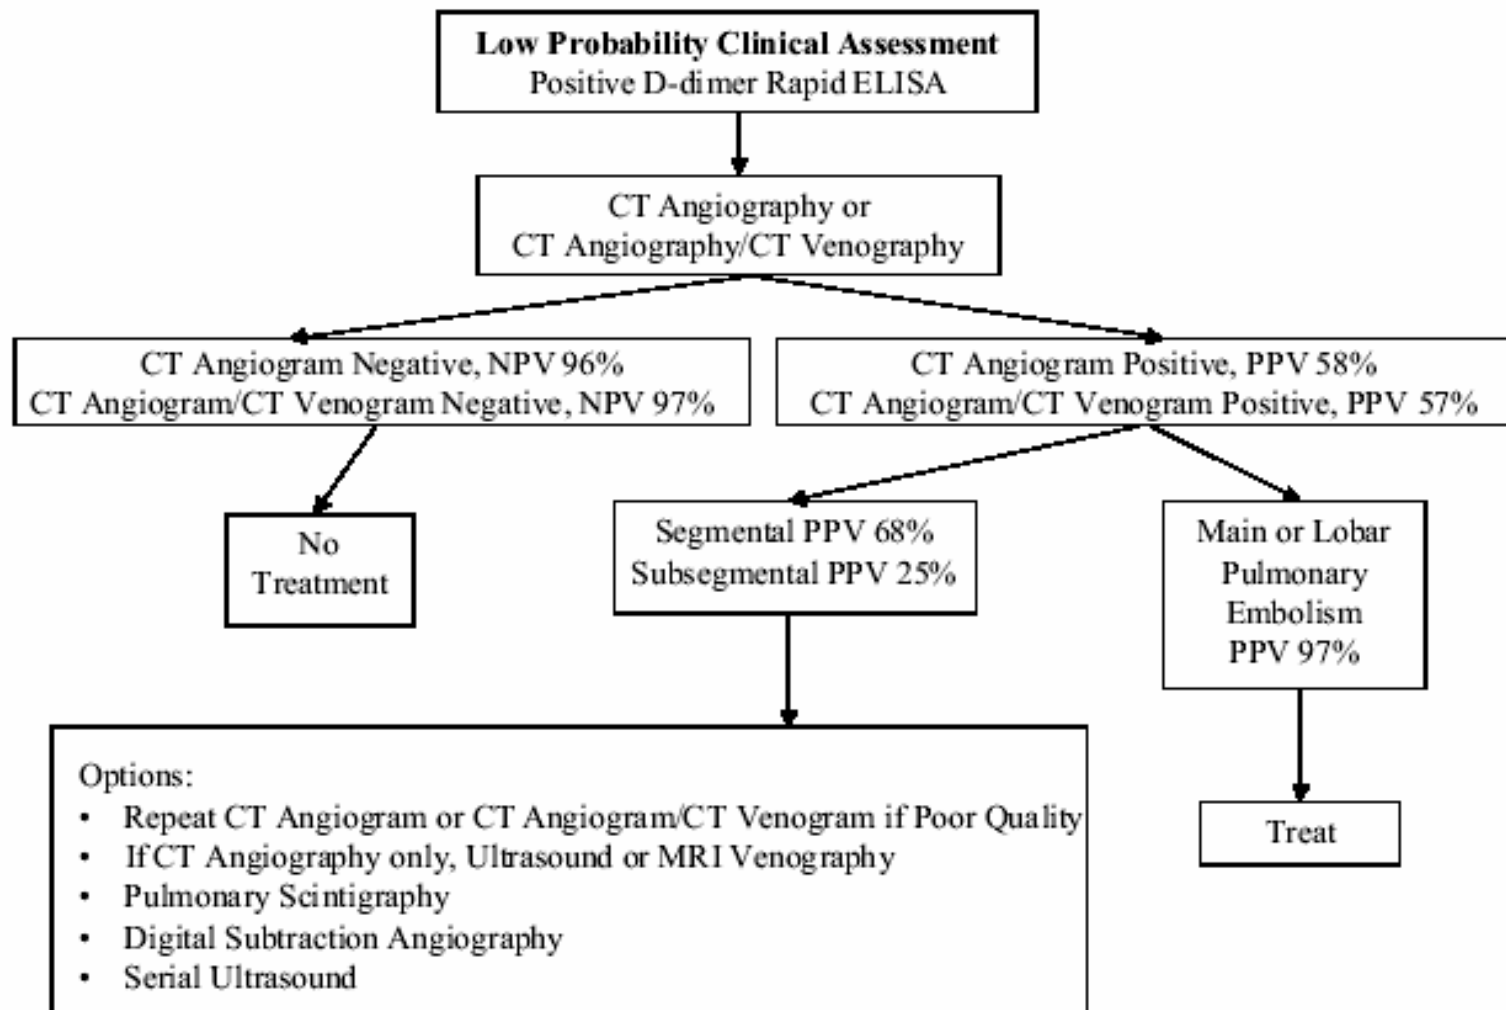 Low Probability Clinical Assessment
Positive D-dimer Rapid ELISA
CT Angiography or
CT Angiography/CT Venography
CT Angiogram Negative, NPV 96%
CT Angiogram/CT Venogram Negative, NPV 97%
CT Angiogram Positive, PPV 58%
CT Angiogram/CT Venogram Positive, PPV 57%
No
Treatment
Segmental PPV 68%
Subsegmental PPV 25%
Main or Lobar
Pulmonary
Embolism
PPV 97%
Options:
• Repeat CT Angiogram or CT Angiogram/CT Venogram if Poor Quality
• If CT Angiography only, Ultrasound or MRI Venography
• Pulmonary Scintigraphy
• Digital Subtraction Angiography
• Serial Ultrasound
Treat